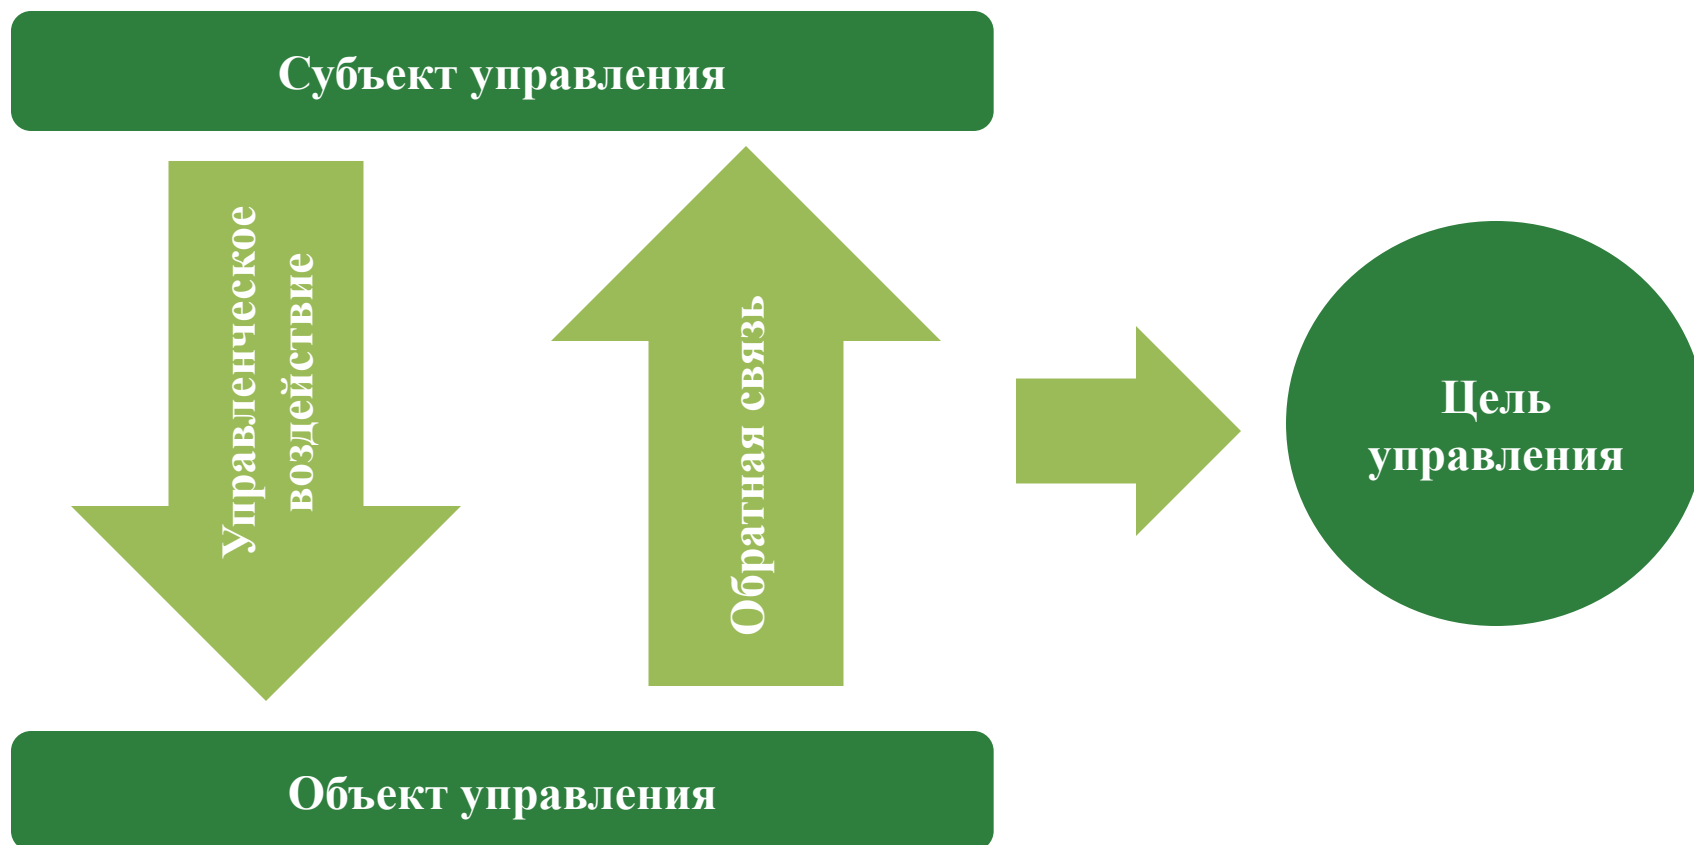 Субъект управления
Управленческое
воздействие
Обратная связь
Цель
управления
Объект управления